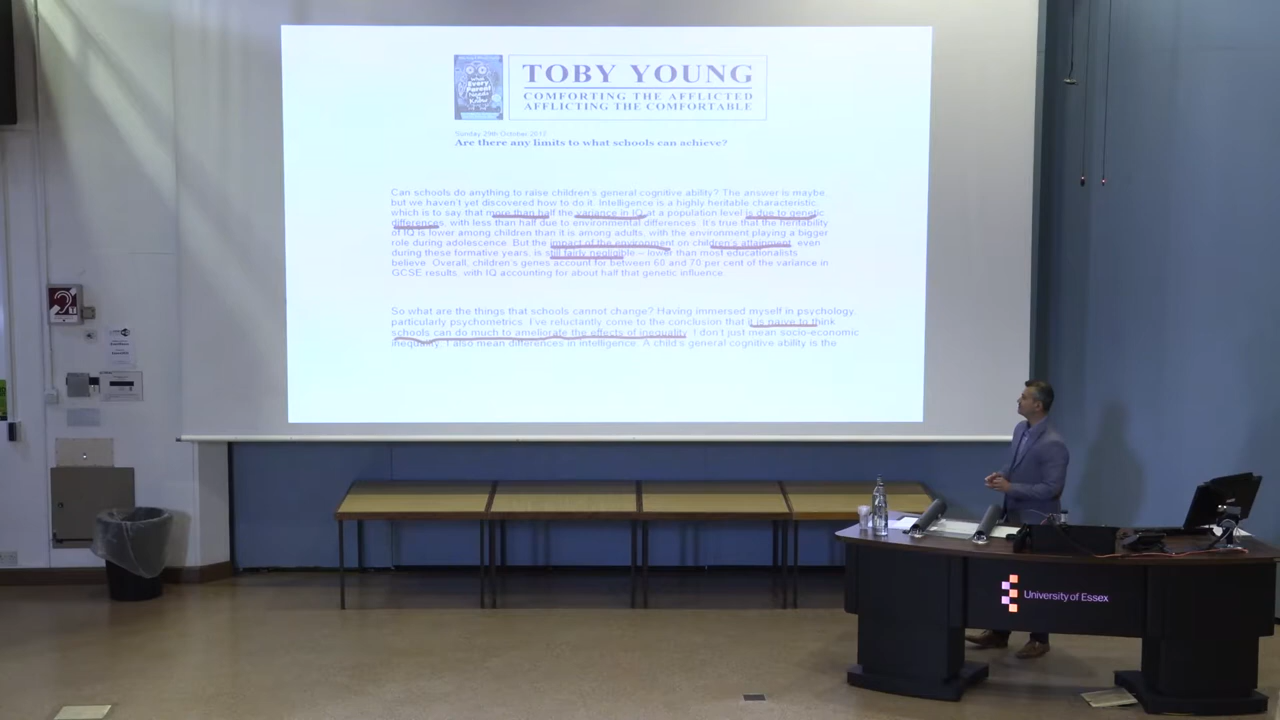 What
Every
Parent
Needs
to Know
TOBY YOUNG
COMFORTING THE AFFLICTED
AFFLICTING THE COMFORTABLE
Sunday 29th October 2017
Are there any limits to what schools can achieve?
Can schools do anything to raise children's general cognitive ability? The answer is maybe,
but we haven't yet discovered how to do it. Intelligence is a highly heritable characteristic,
which is to say that more than half the variance in IQ at a population level is due to genetic
differences, with less than half due to environmental differences. It's true that the heritability
of IQ is lower among children than it is among adults, with the environment playing a bigger
role during adolescence. But the impact of the environment on children's attainment, even
during these formative years, is still fairly negligible – lower than most educationalists
believe. Overall, children's genes account for between 60 and 70 per cent of the variance in
GCSE results, with IQ accounting for about half that genetic influence.
So what are the things that schools cannot change? Having immersed myself in psychology,
particularly psychometrics, I've reluctantly come to the conclusion that it is naive to think
schools can do much to ameliorate the effects of inequality. I don't just mean socio-economic
inequality; I also mean differences in intelligence. A child's general cognitive ability is the
University of Essex